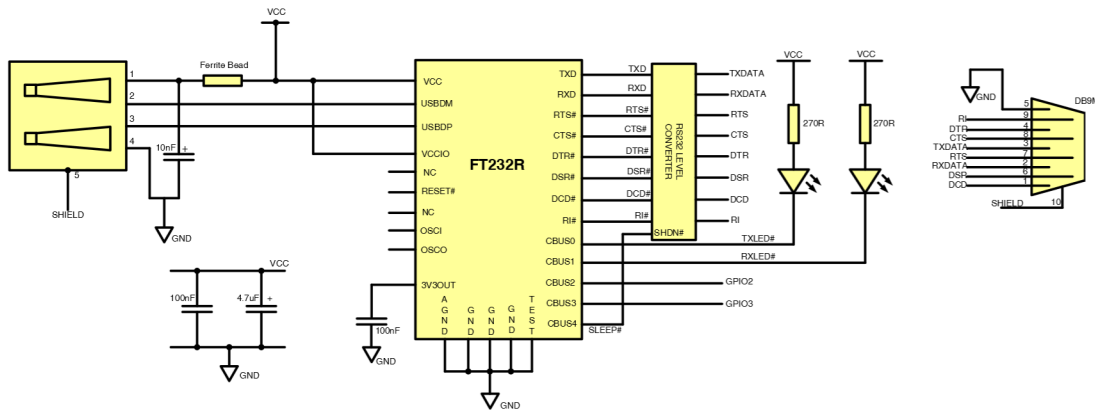 VCC
Ferrite Bead
1
2
3
4
5
SHIELD
10nF +
GND
VCC
100nF
4.7uF +
GND
FT232R
VCC
USBDM
USBDP
VCCIO
NC
RESET#
NC
OSCI
OSCO
3V3OUT
100nF
GND
AGND
GND
GND
GND
TEST
GND
TXD
RXD
RTS#
CTS#
DTR#
DSR#
DCD#
RI#
CBUS0
CBUS1
CBUS2
CBUS3
CBUS4
TXD
RXD
RTS#
CTS#
DTR#
DSR#
DCD#
RI#
SLEEP#
RS232 LEVEL
CONVERTER
SHDN#
TXDATA
RXDATA
RTS
CTS
DTR
DSR
DCD
RI
TXLED#
RXLED#
GPIO2
GPIO3
VCC
270R
VCC
270R
GND
DB9M
5
RI 9
DTR 4
CTS 8
TXDATA 3
RTS 7
RXDATA 2
DSR 6
DCD 1
SHIELD 10